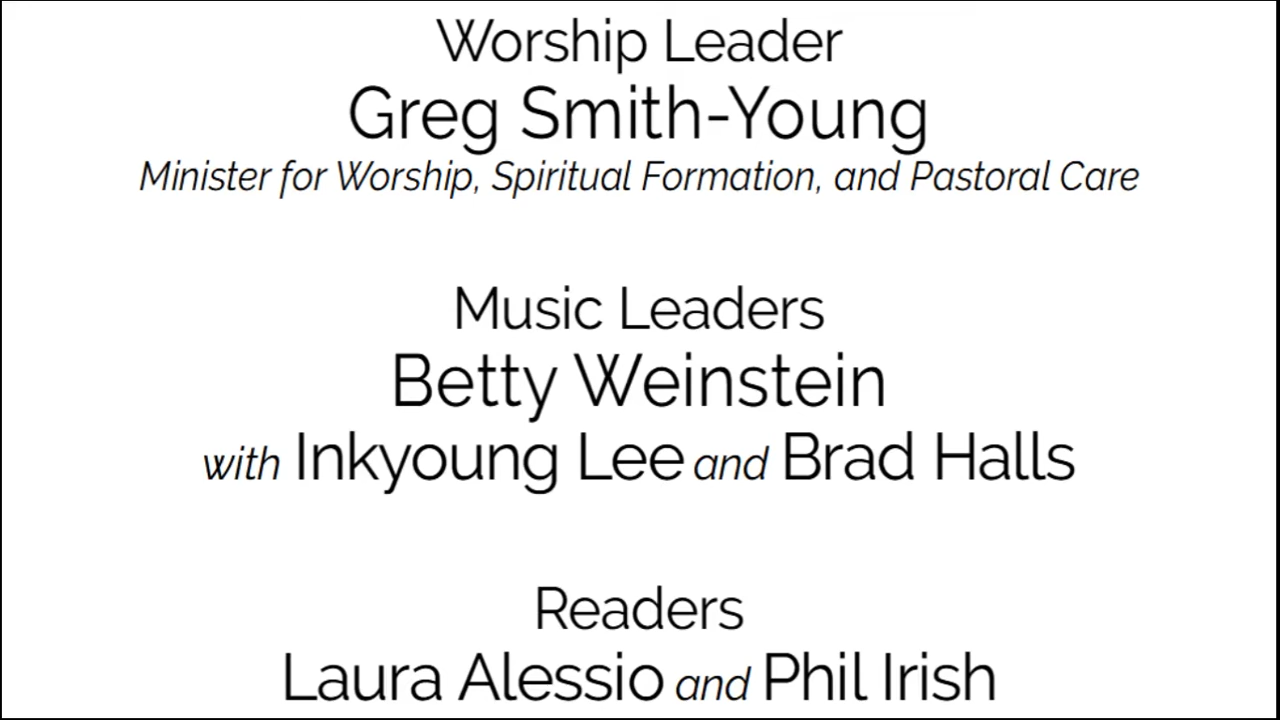 Worship Leader
Greg Smith-Young
Minister for Worship, Spiritual Formation, and Pastoral Care
Music Leaders
Betty Weinstein
with Inkyoung Lee and Brad Halls
Readers
Laura Alessio and Phil Irish